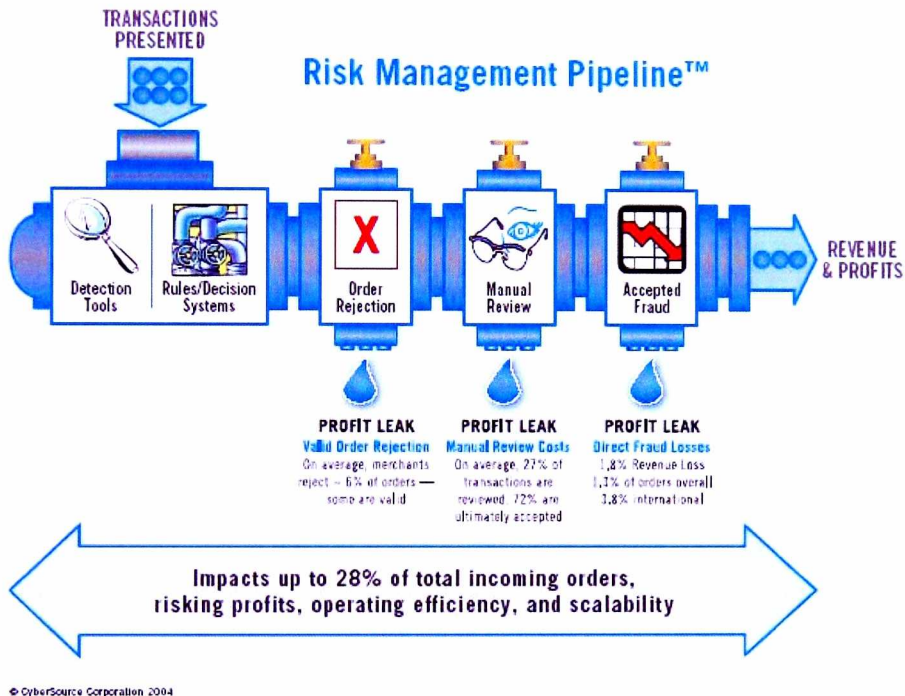 TRANSACTIONS
PRESENTED
Risk Management Pipeline™
Detection
Tools
Rules/Decision
Systems
X
Order
Rejection
Manual
Review
Accepted
Fraud
REVENUE
& PROFITS
PROFIT LEAK
Valid Order Rejection
On average, merchants
reject ~ 6% of orders —
some are valid
PROFIT LEAK
Manual Review Costs
On average, 27% of
transactions are
reviewed. 72% are
ultimately accepted
PROFIT LEAK
Direct Fraud Losses
1.8% Revenue Loss
1.3% of orders overall
3.8% international
Impacts up to 28% of total incoming orders,
risking profits, operating efficiency, and scalability
© CyberSource Corporation 2004